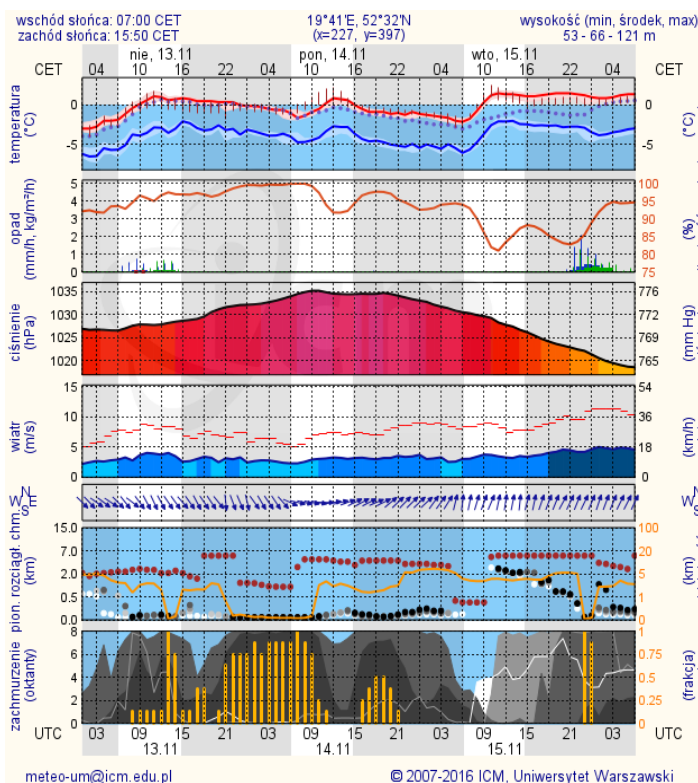 wschód słońca: 07:00 CET 19°41'E, 52°32'N wysokość (min, środek, max)
zachód słońca: 15:50 CET (x=227, y=397) 53 - 66 - 121 m
nie, 13.11 pon, 14.11 wto, 15.11
CET 04 10 16 22 04 10 16 22 04 10 16 22 04 CET
temperatura (°C) 0 -5 0 -5 (°C)
opad (mm/h, kg/m²/h) 5 4 3 2 1 0 100 95 90 85 80 75 (%)
ciśnienie (hPa) 1035 1030 1025 1020 776 772 769 765 (mm Hg)
wiatr (m/s) 15 10 5 0 54 36 18 0 (km/h)
N W E S N W S
pion. rozciągł. chm. (km) 15.0 7.0 2.0 0.5 0.0 100 20 5 1 0 (km)
zachmurzenie (oktanty) 8 6 4 2 0 1 0.75 0.5 0.25 0 (frakcja)
UTC 03 09 15 21 03 09 15 21 03 09 15 21 03 UTC
13.11 14.11 15.11
meteo-um@icm.edu.pl © 2007-2016 ICM, Uniwersytet Warszawski